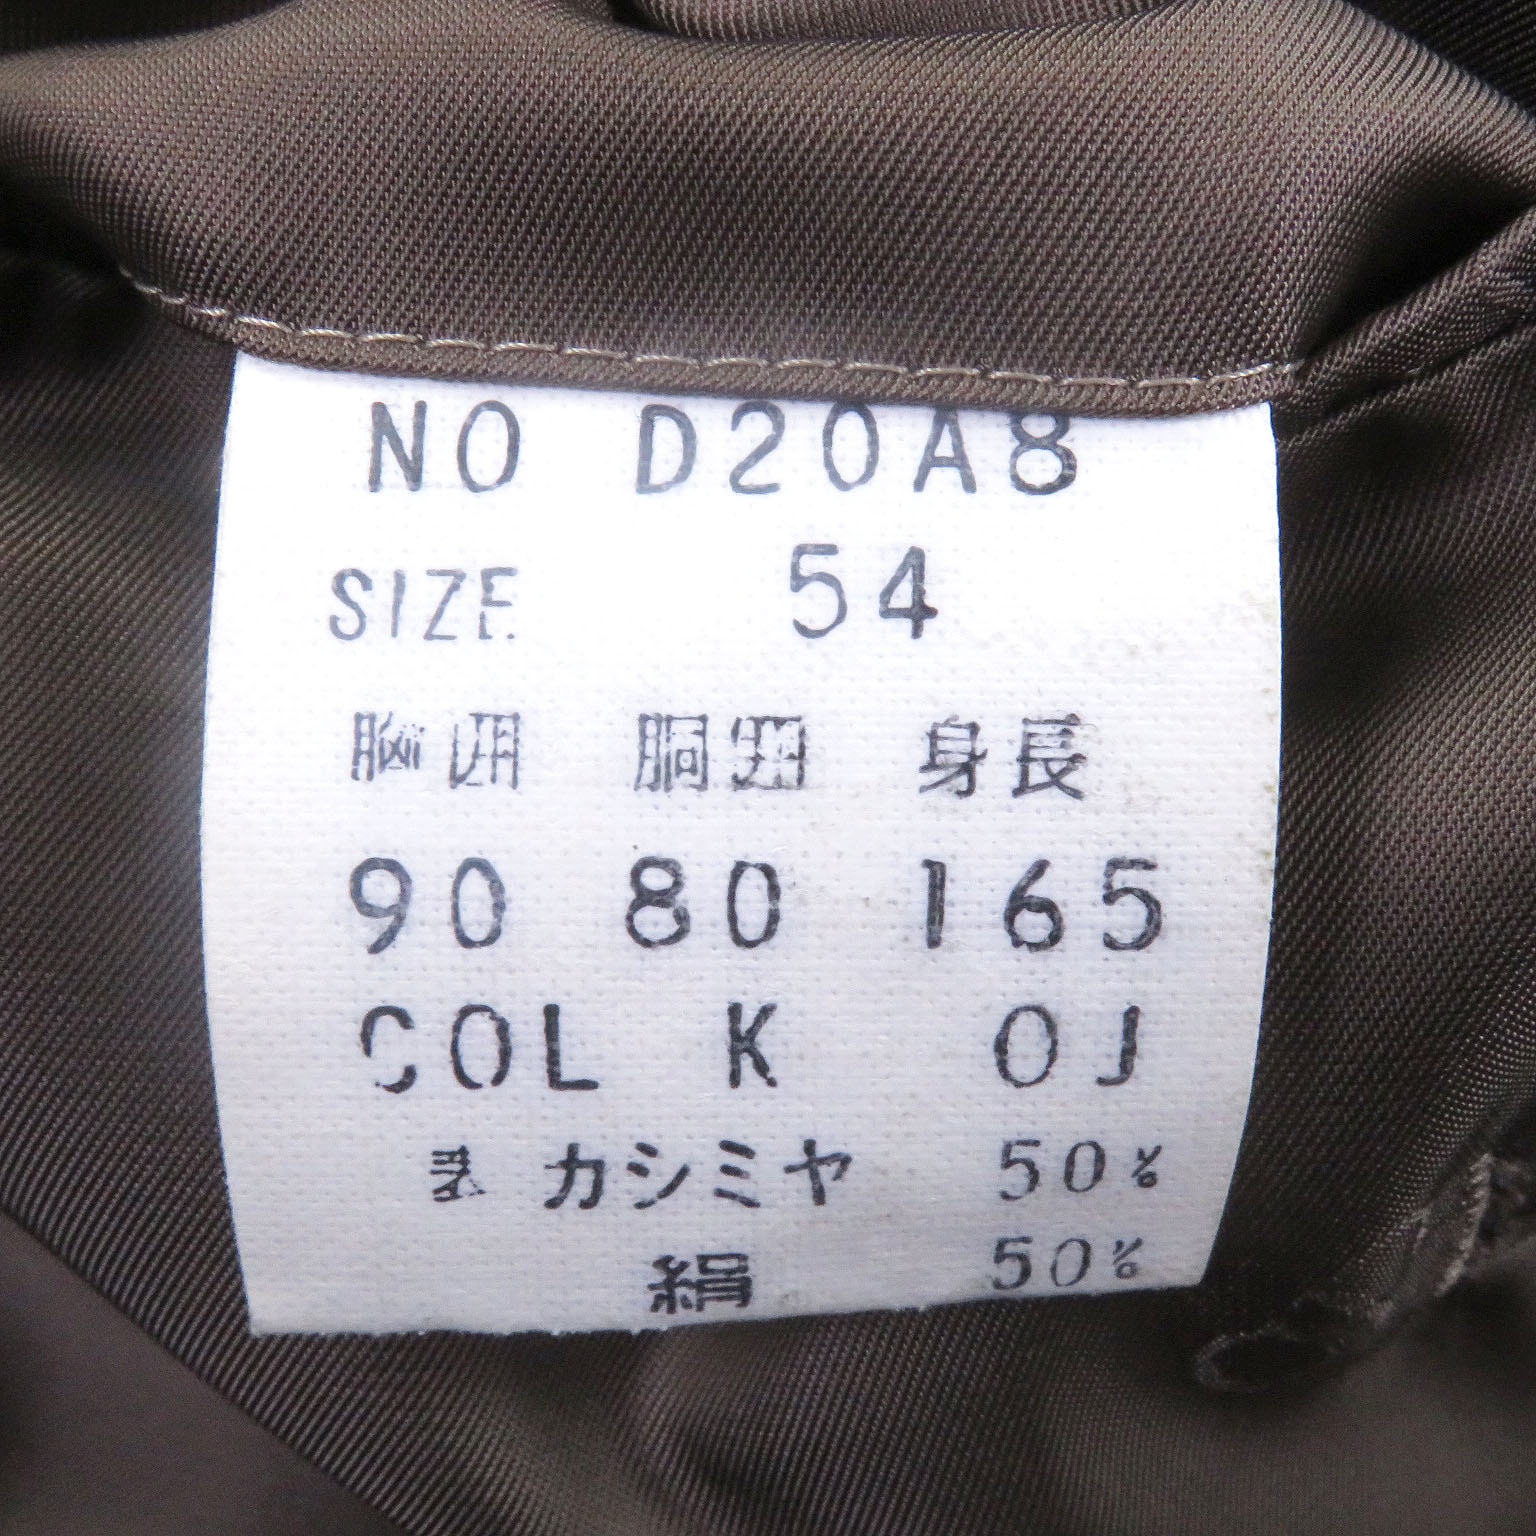 NO D20A8
SIZE 54
胸囲 胴囲 身長
90 80 165
COL K OJ
カシミヤ 50%
絹 50%